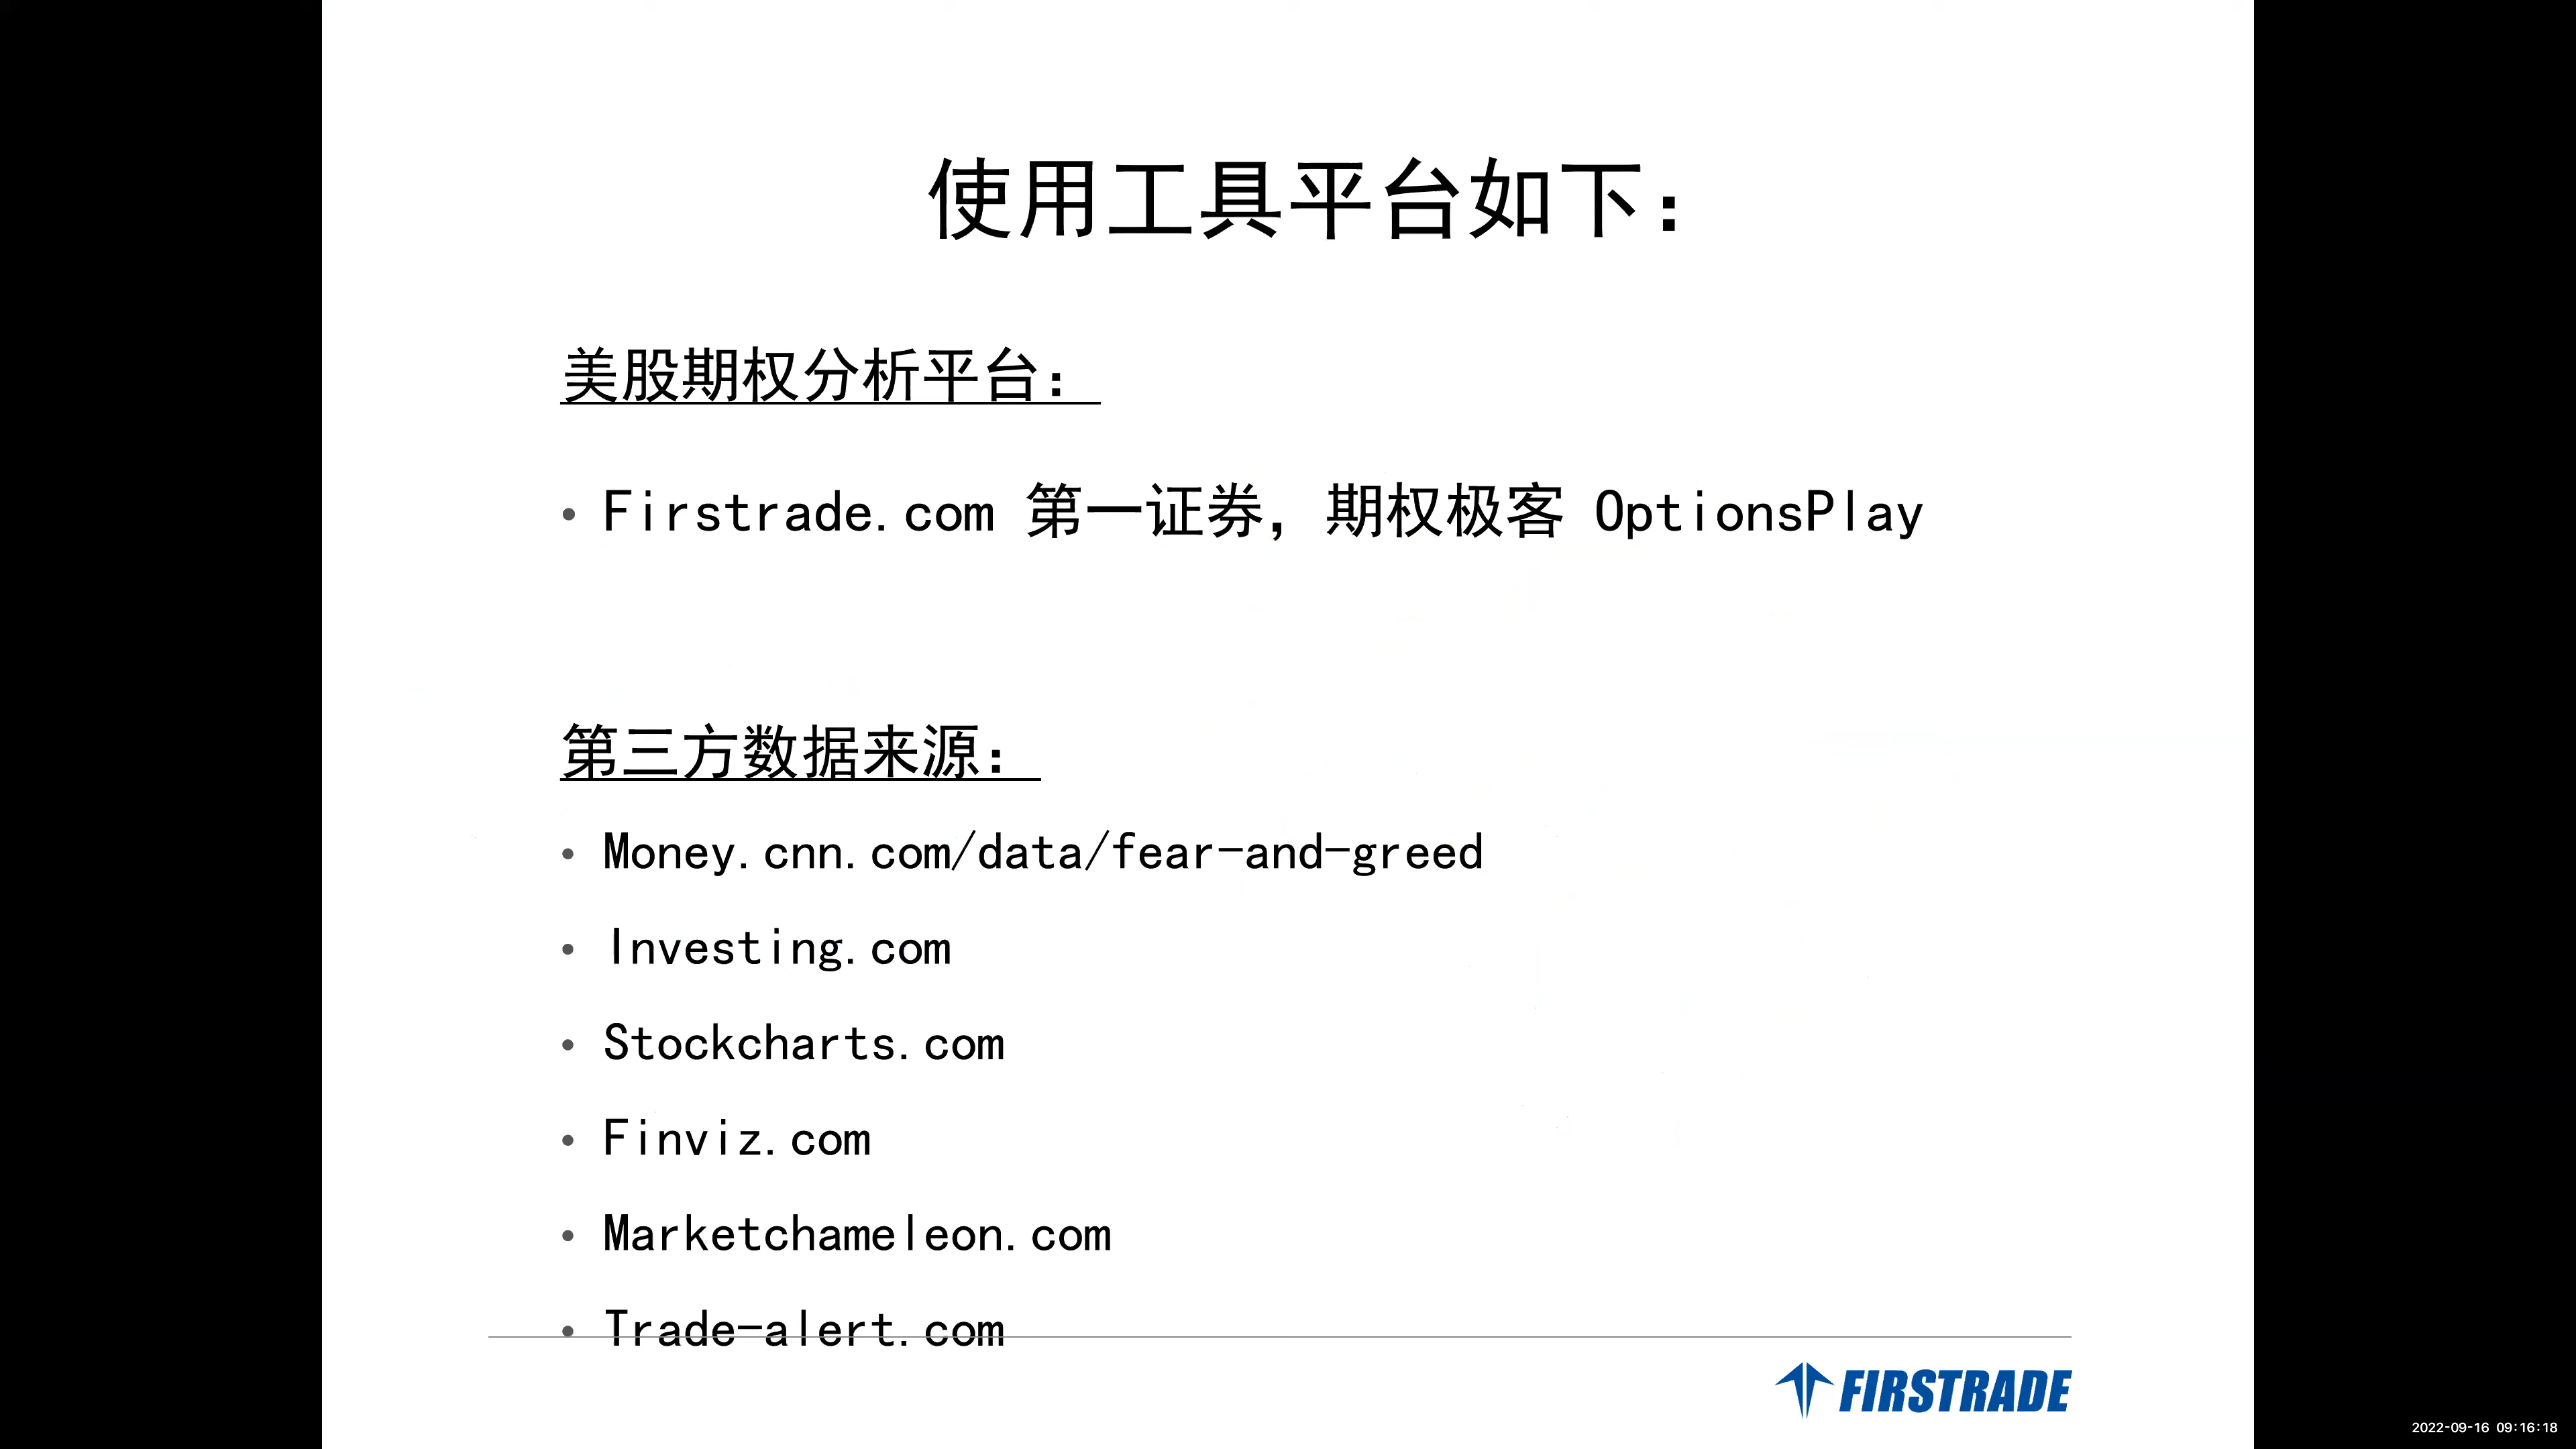 使用工具平台如下：
美股期权分析平台：
• Firstrade.com 第一证券，期权极客 OptionsPlay
第三方数据来源：
• Money.cnn.com/data/fear-and-greed
• Investing.com
• Stockcharts.com
• Finviz.com
• Marketchameleon.com
• Trade-alert.com
FIRSTRADE
2022-09-16 09:16:18